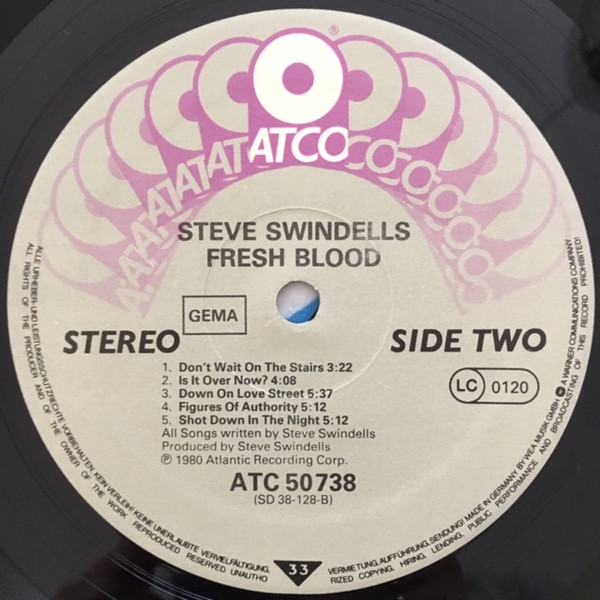 ®
ATCO
STEVE SWINDELLS
FRESH BLOOD
GEMA
STEREO
SIDE TWO
LC 0120
1. Don't Wait On The Stairs 3:22
2. Is It Over Now? 4:08
3. Down On Love Street 5:37
4. Figures Of Authority 5:12
5. Shot Down In The Night 5:12
All Songs written by Steve Swindells
Produced by Steve Swindells
℗ 1980 Atlantic Recording Corp.
ATC 50 738
(SD 38-128-B)
33
ALLE URHEBER- UND LEISTUNGSSCHUTZRECHTE VORBEHALTEN. KEIN VERLEIH! KEINE UNERLAUBTE VERVIELFÄLTIGUNG, VERMIETUNG, AUFFÜHRUNG, SENDUNG! MADE IN GERMANY BY WEA MUSIK GMBH. A WARNER COMMUNICATIONS COMPANY
ALL RIGHTS OF THE PRODUCER AND OF THE OWNER OF THE WORK REPRODUCED RESERVED. UNAUTHORIZED COPYING, HIRING, LENDING, PUBLIC PERFORMANCE AND BROADCASTING OF THIS RECORD PROHIBITED!